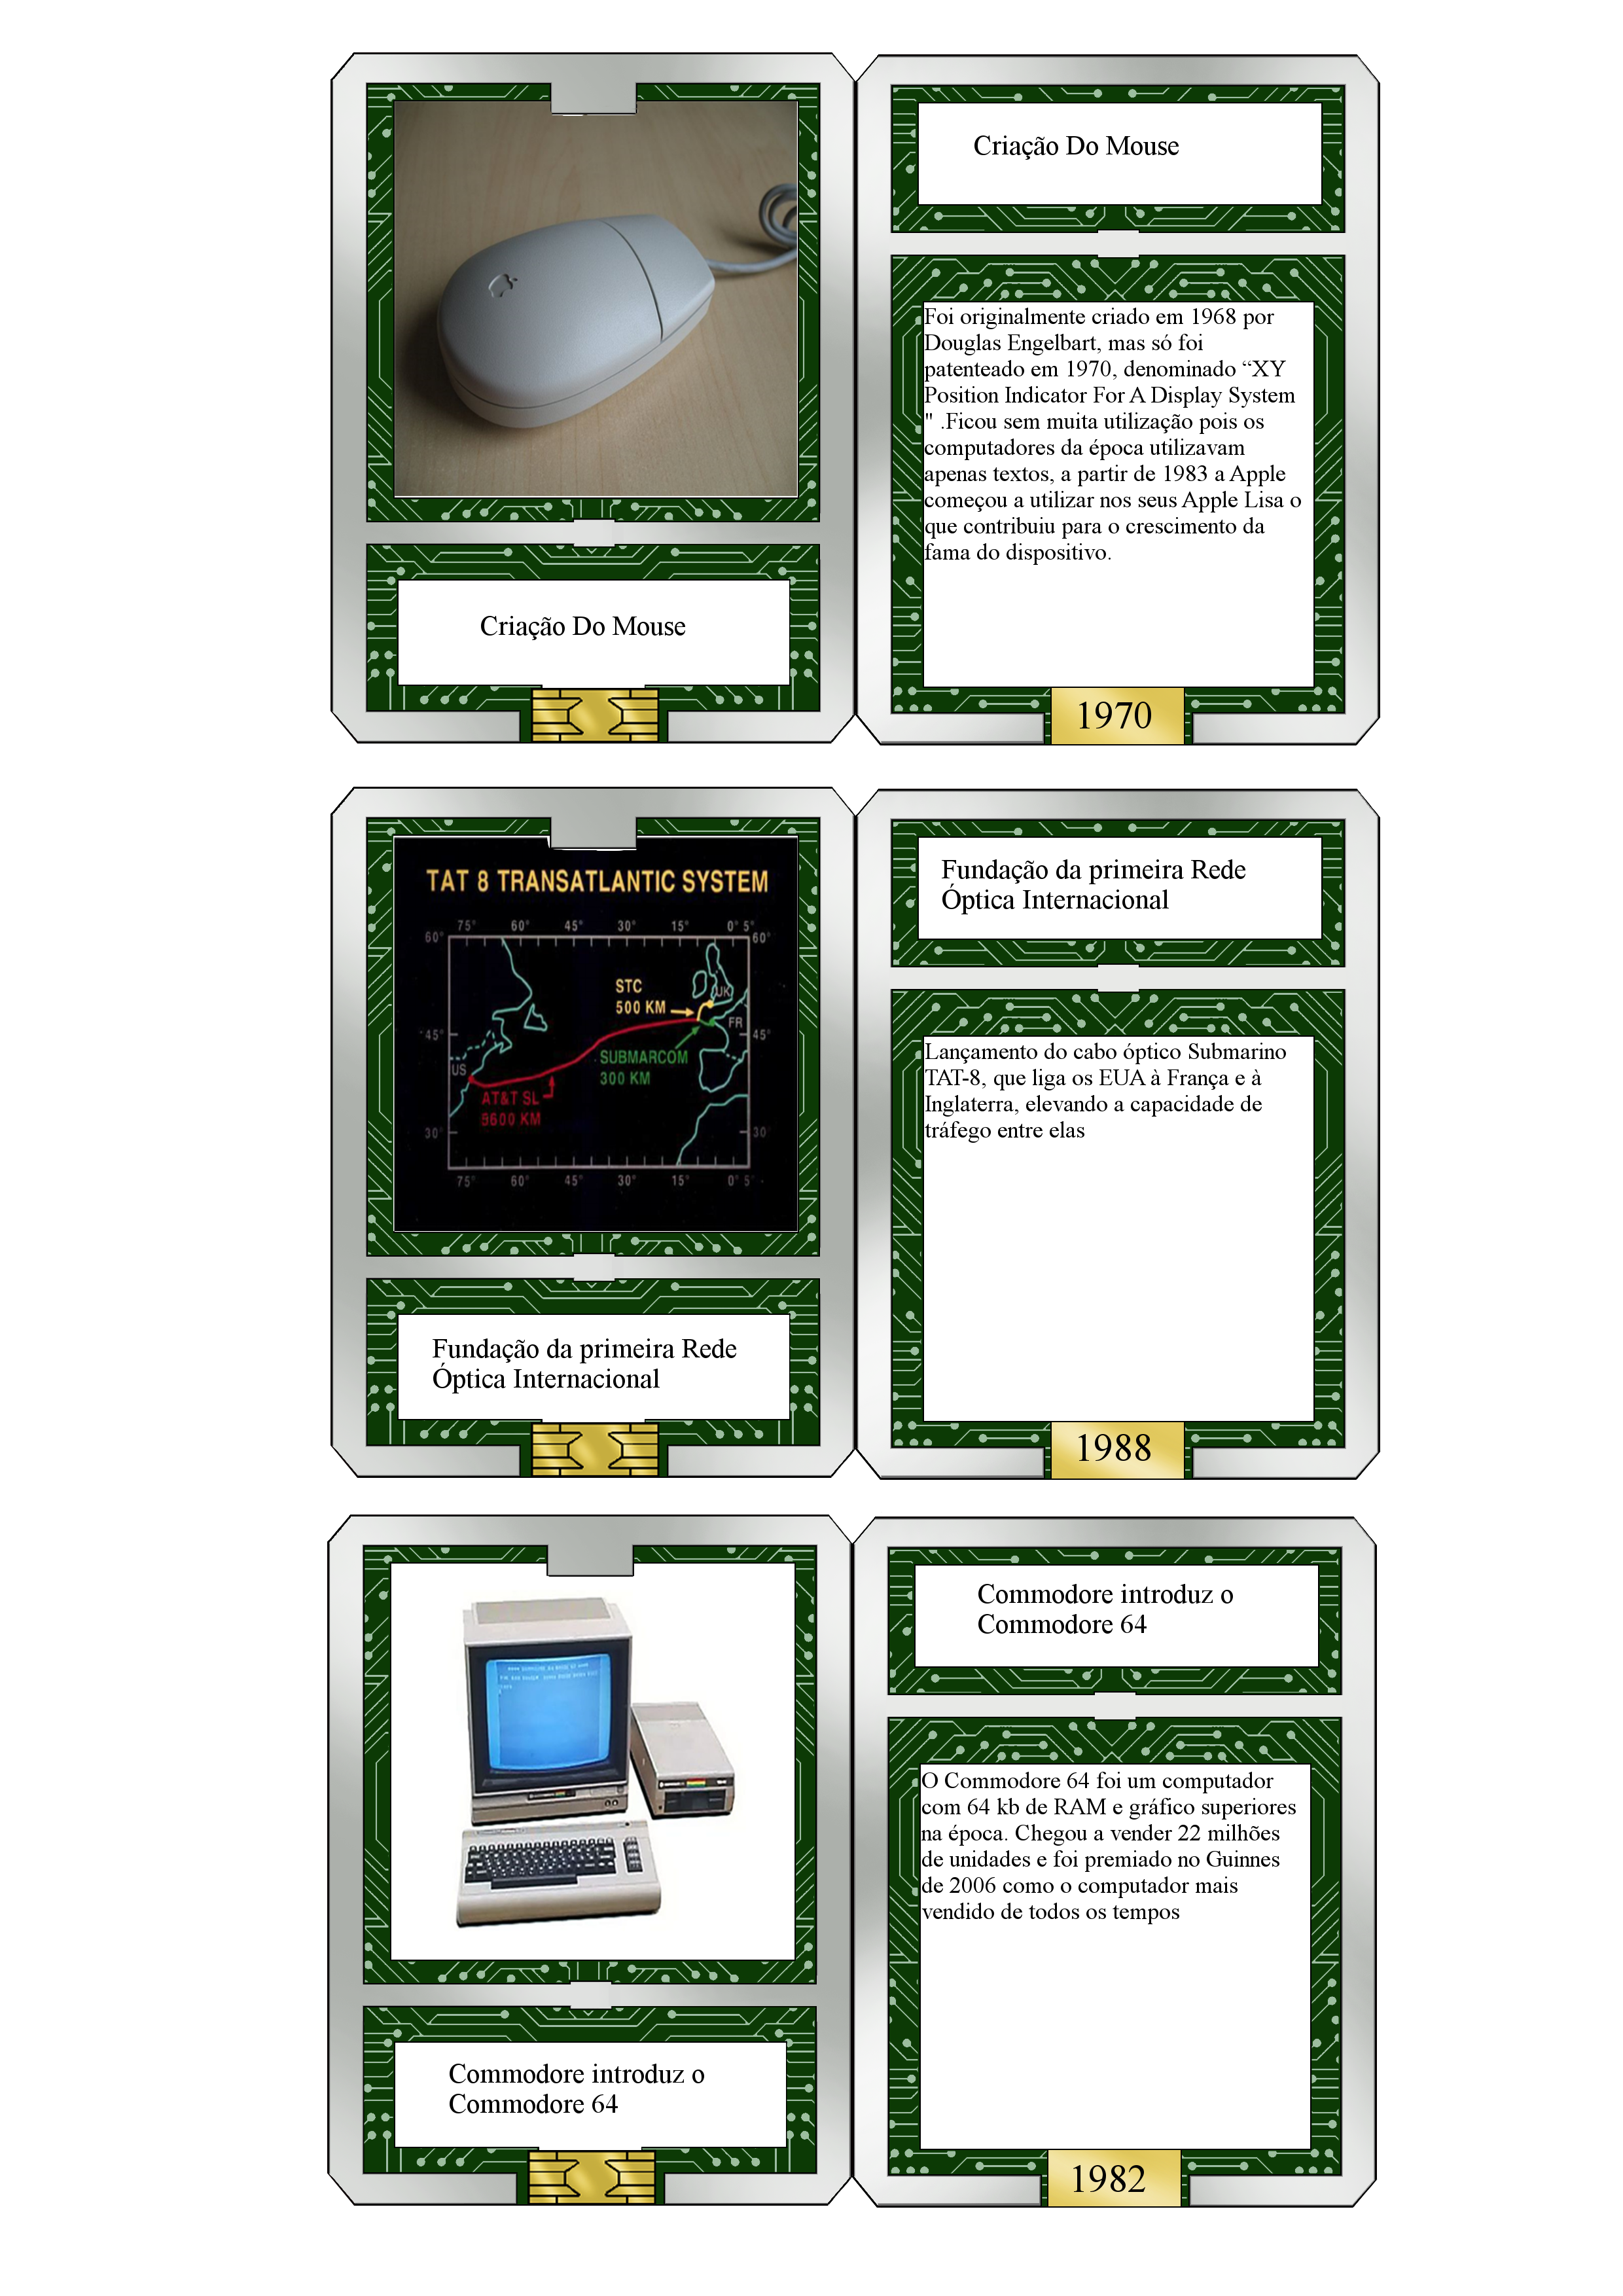 Criação Do Mouse
Criação Do Mouse
Foi originalmente criado em 1968 por
Douglas Engelbart, mas só foi
patenteado em 1970, denominado “XY
Position Indicator For A Display System
" .Ficou sem muita utilização pois os
computadores da época utilizavam
apenas textos, a partir de 1983 a Apple
começou a utilizar nos seus Apple Lisa o
que contribuiu para o crescimento da
fama do dispositivo.
1970
TAT 8 TRANSATLANTIC SYSTEM
75° 60° 45° 30° 15° 0° 5°
60° 60°
STC
500 KM
UK
FR
45° 45°
SUBMARCOM
300 KM
US
AT&T SL
5600 KM
30° 30°
75° 60° 45° 30° 15° 0° 5°
Fundação da primeira Rede
Óptica Internacional
Fundação da primeira Rede
Óptica Internacional
Lançamento do cabo óptico Submarino
TAT-8, que liga os EUA à França e à
Inglaterra, elevando a capacidade de
tráfego entre elas
1988
Commodore introduz o
Commodore 64
Commodore introduz o
Commodore 64
O Commodore 64 foi um computador
com 64 kb de RAM e gráfico superiores
na época. Chegou a vender 22 milhões
de unidades e foi premiado no Guinnes
de 2006 como o computador mais
vendido de todos os tempos
1982